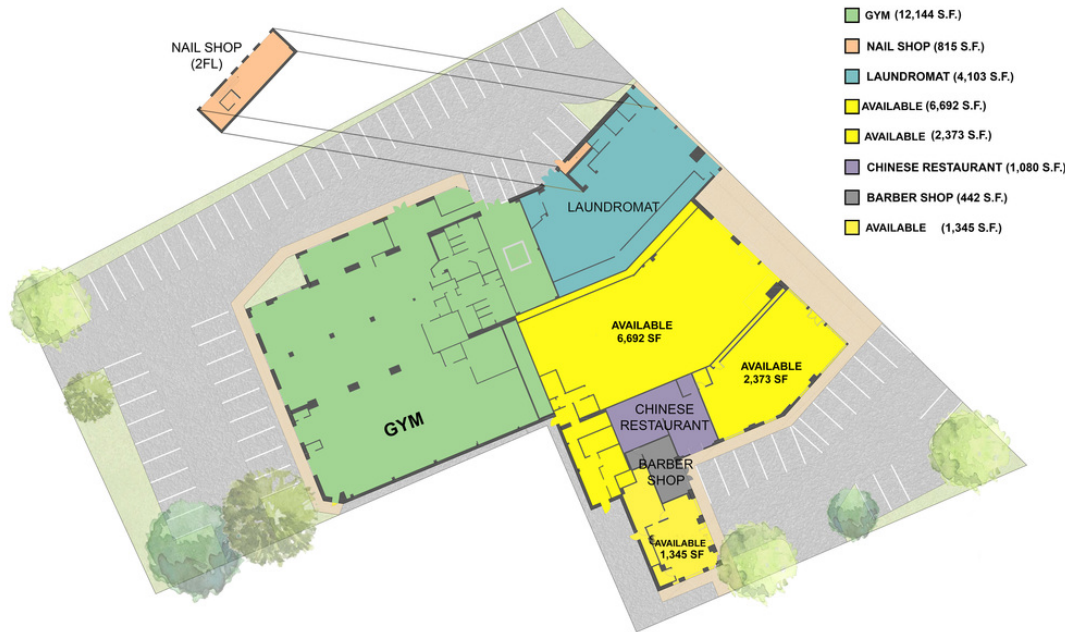 NAIL SHOP
(2FL)
GYM (12,144 S.F.)
NAIL SHOP (815 S.F.)
LAUNDROMAT (4,103 S.F.)
AVAILABLE (6,692 S.F.)
AVAILABLE (2,373 S.F.)
CHINESE RESTAURANT (1,080 S.F.)
BARBER SHOP (442 S.F.)
AVAILABLE (1,345 S.F.)
LAUNDROMAT
AVAILABLE
6,692 SF
AVAILABLE
2,373 SF
GYM
CHINESE
RESTAURANT
BARBER
SHOP
AVAILABLE
1,345 SF